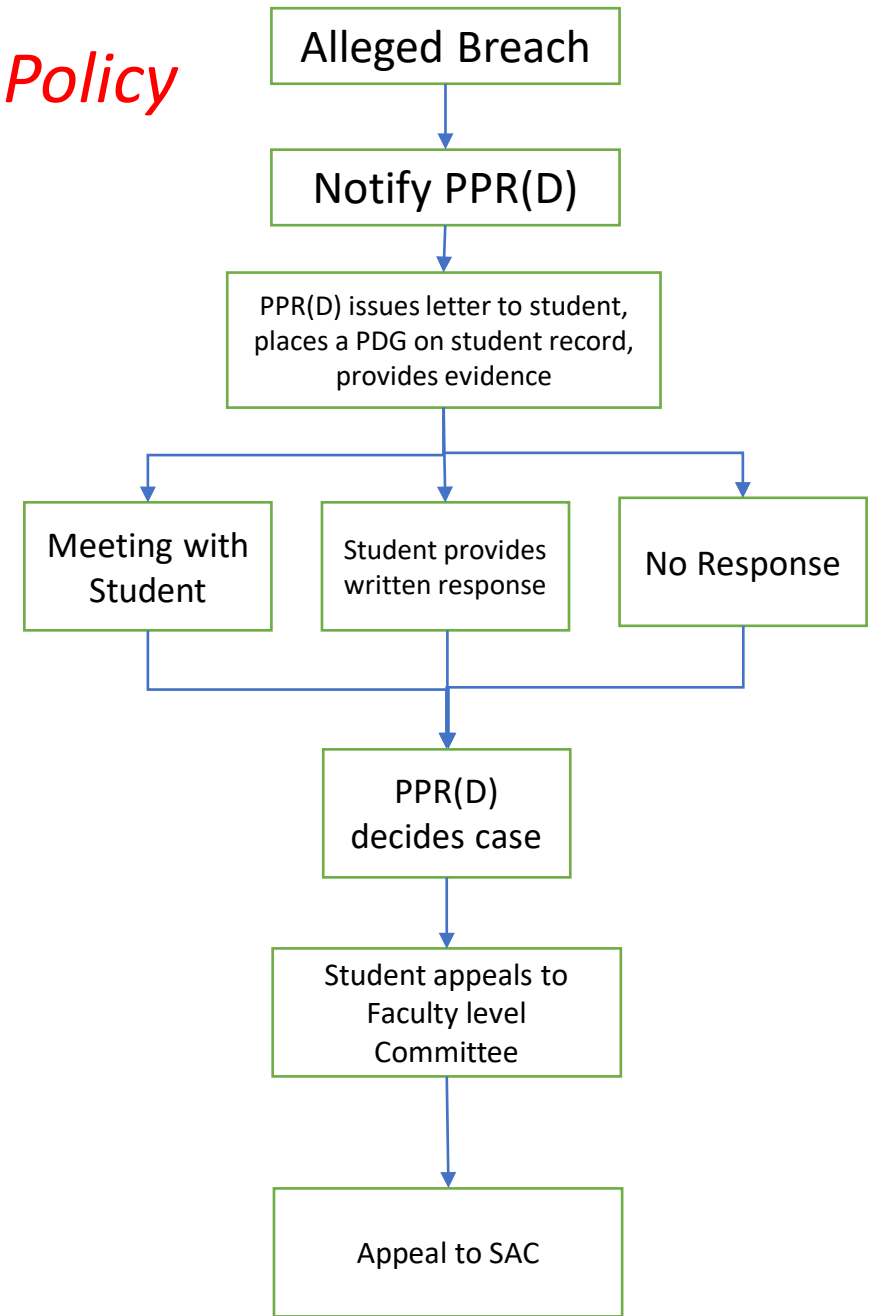 Policy
Alleged Breach
Notify PPR(D)
PPR(D) issues letter to student,
places a PDG on student record,
provides evidence
Meeting with
Student
Student provides
written response
No Response
PPR(D)
decides case
Student appeals to
Faculty level
Committee
Appeal to SAC